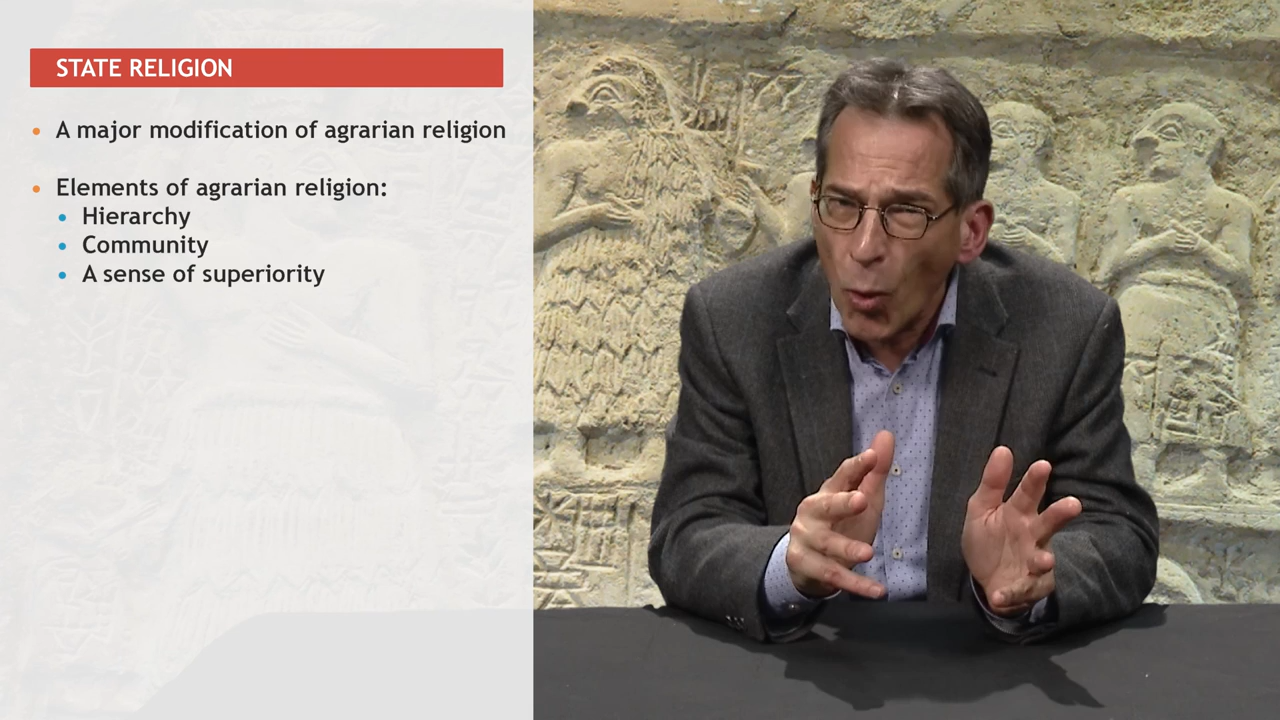 STATE RELIGION
• A major modification of agrarian religion
• Elements of agrarian religion:
• Hierarchy
• Community
• A sense of superiority